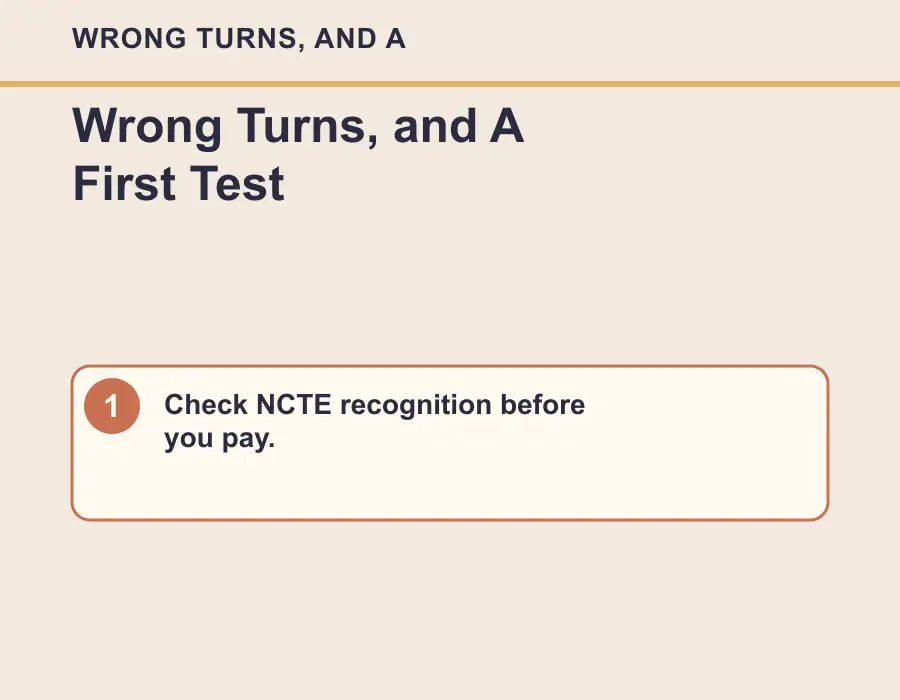 WRONG TURNS, AND A
Wrong Turns, and A
First Test
1
Check NCTE recognition before
you pay.